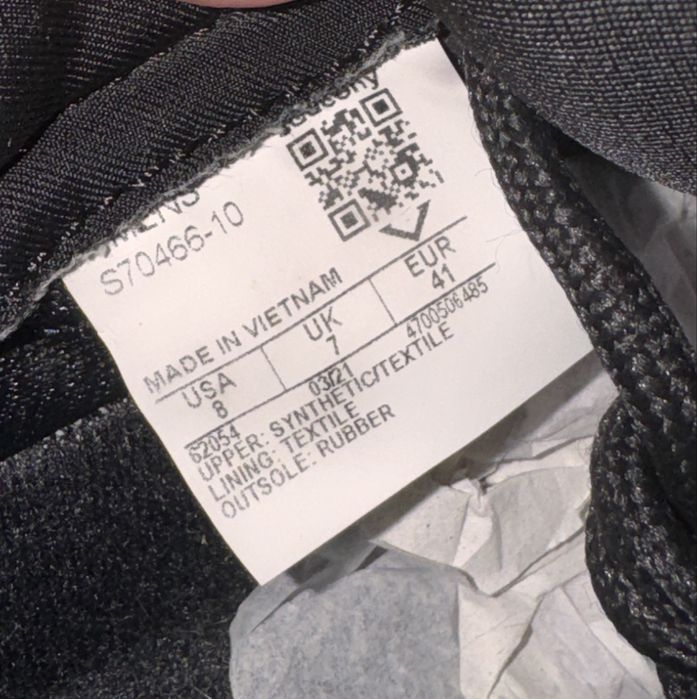 saucony
S70466-10
MADE IN VIETNAM
USA UK EUR
8 7 41
62054 03/21 4700506485
UPPER: SYNTHETIC/TEXTILE
LINING: TEXTILE
OUTSOLE: RUBBER